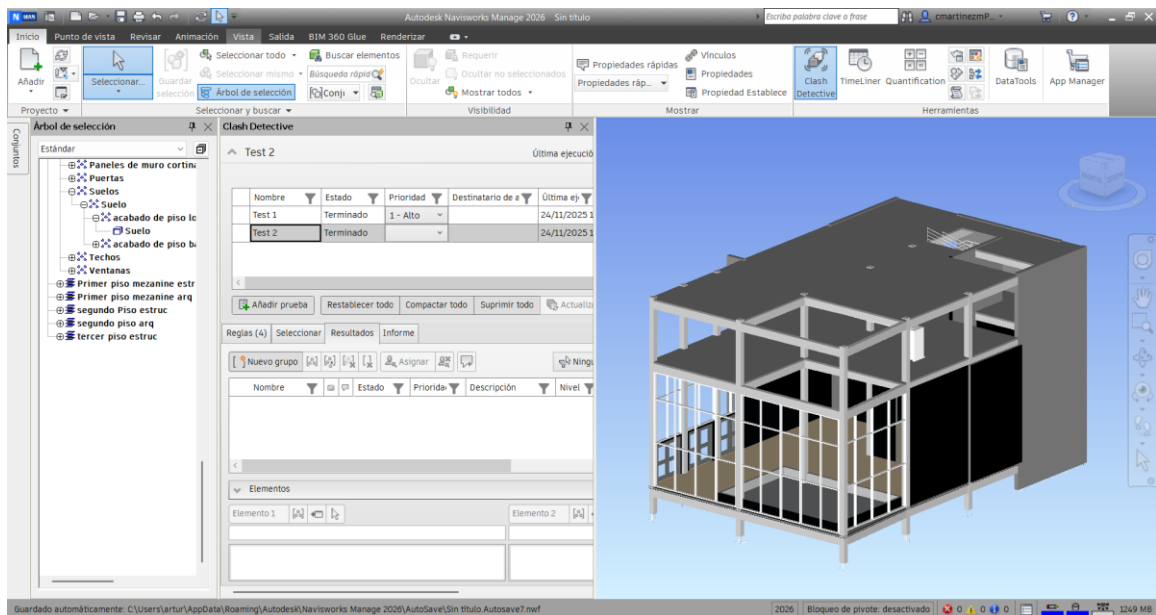 N MAN Autodesk Navisworks Manage 2026 Sin título Escriba palabra clave o frase cmartinezmP...
Inicio Punto de vista Revisar Animación Vista Salida BIM 360 Glue Renderizar
Añadir
Proyecto
Seleccionar...
Guardar selección
Seleccionar todo
Seleccionar mismo
Árbol de selección
Buscar elementos
Búsqueda rápid
Conji
Seleccionar y buscar
Ocultar
Requerir
Ocultar no seleccionados
Mostrar todos
Visibilidad
Propiedades rápidas
Propiedades ráp...
Vínculos
Propiedades
Propiedad Establece
Mostrar
Clash Detective
TimeLiner
Quantification
DataTools
App Manager
Herramientas
Conjuntos
Árbol de selección
Estándar
Paneles de muro cortina
Puertas
Suelos
Suelo
acabado de piso lo
Suelo
acabado de piso b
Techos
Ventanas
Primer piso mezanine estr
Primer piso mezanine arq
segundo Piso estruc
segundo piso arq
tercer piso estruc
Clash Detective
Test 2 Última ejecució
Nombre Estado Prioridad Destinatario de a Última ej
Test 1 Terminado 1 - Alto 24/11/2025 1
Test 2 Terminado 24/11/2025 1
Añadir prueba Restablecer todo Compactar todo Suprimir todo Actualiz
Reglas (4) Seleccionar Resultados Informe
Nuevo grupo Asignar Ningu
Nombre Estado Priorida Descripción Nivel
Elementos
Elemento 1 Elemento 2
Guardado automáticamente: C:\Users\artur\AppData\Roaming\Autodesk\Navisworks Manage 2026\AutoSave\Sin título.Autosave7.nwf 2026 Bloqueo de pivote: desactivado 0 0 0 1249 MB